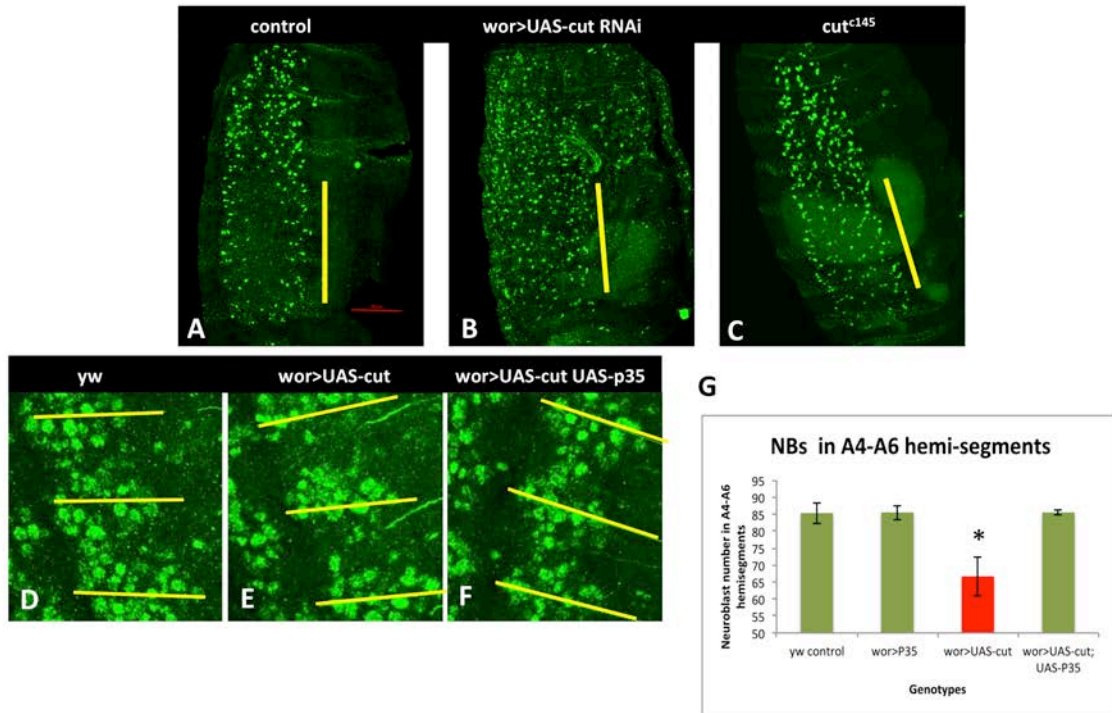 control
wor>UAS-cut RNAi
cutc145
A
B
C
yw
wor>UAS-cut
wor>UAS-cut UAS-p35
D
E
F
G
NBs in A4-A6 hemi-segments
Neuroblast number in A4-A6
hemisegments
95
90
85
80
75
70
65
60
55
50
*
yw control
wor>P35
wor>UAS-cut
wor>UAS-cut;
UAS-P35
Genotypes